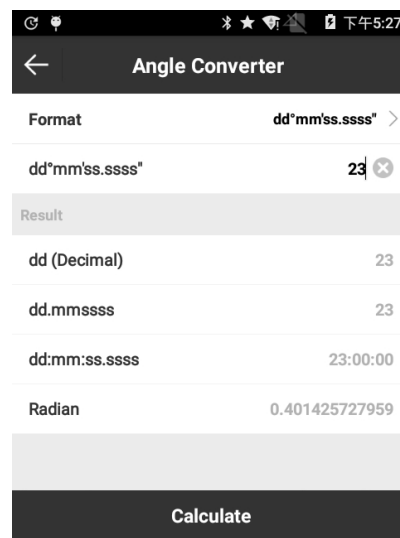 下午5:27
Angle Converter
Format dd°mm'ss.ssss"
dd°mm'ss.ssss" 23
Result
dd (Decimal) 23
dd.mmssss 23
dd:mm:ss.ssss 23:00:00
Radian 0.401425727959
Calculate